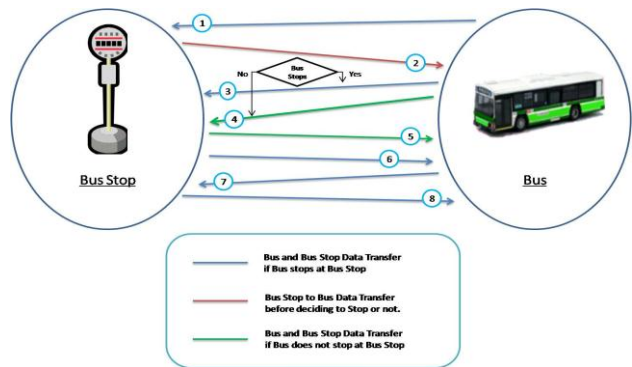 1
2
Bus
Stops
No
Yes
3
4
5
6
7
8
Bus Stop
Bus
Bus and Bus Stop Data Transfer
if Bus stops at Bus Stop
Bus Stop to Bus Data Transfer
before deciding to Stop or not.
Bus and Bus Stop Data Transfer
if Bus does not stop at Bus Stop